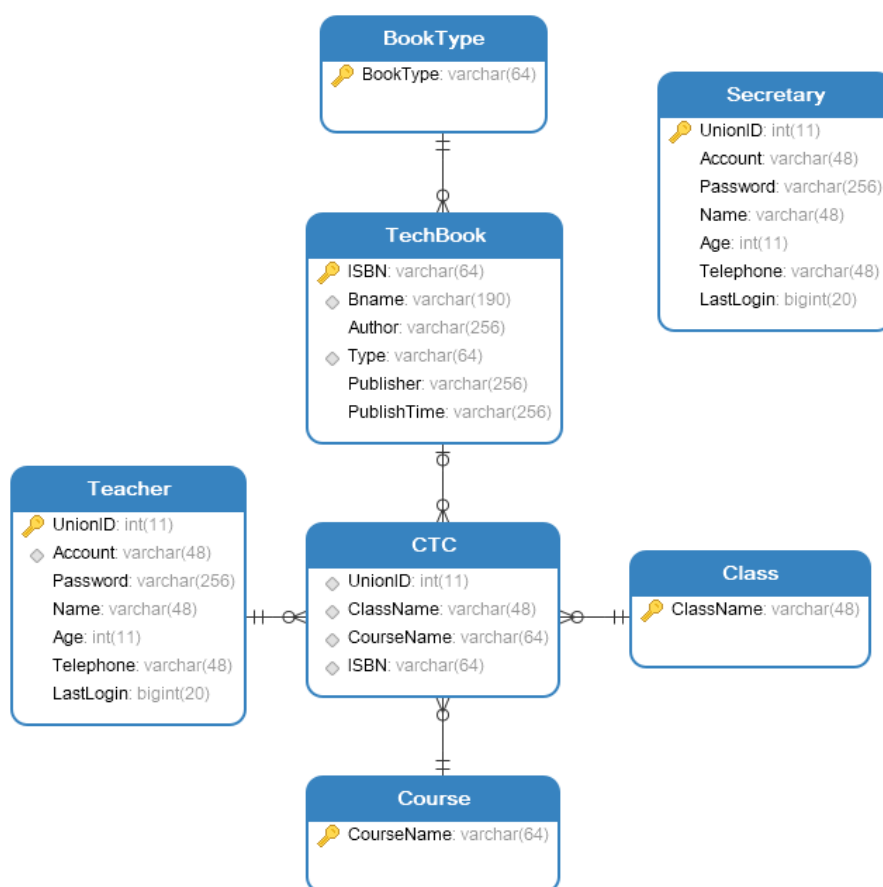 BookType
BookType: varchar(64)
Secretary
UnionID: int(11)
Account: varchar(48)
Password: varchar(256)
Name: varchar(48)
Age: int(11)
Telephone: varchar(48)
LastLogin: bigint(20)
TechBook
ISBN: varchar(64)
Bname: varchar(190)
Author: varchar(256)
Type: varchar(64)
Publisher: varchar(256)
PublishTime: varchar(256)
Teacher
UnionID: int(11)
Account: varchar(48)
Password: varchar(256)
Name: varchar(48)
Age: int(11)
Telephone: varchar(48)
LastLogin: bigint(20)
CTC
UnionID: int(11)
ClassName: varchar(48)
CourseName: varchar(64)
ISBN: varchar(64)
Class
ClassName: varchar(48)
Course
CourseName: varchar(64)